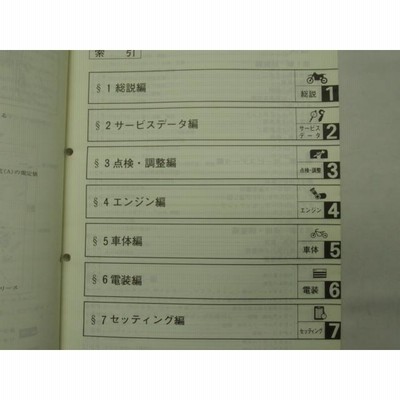 索 51
§1 総説編
総説 1
§2 サービスデータ編
サービス
データ 2
§3 点検・調整編
点検・調整 3
§4 エンジン編
エンジン 4
§5 車体編
車体 5
§6 電装編
電装 6
§7 セッティング編
セッティング 7